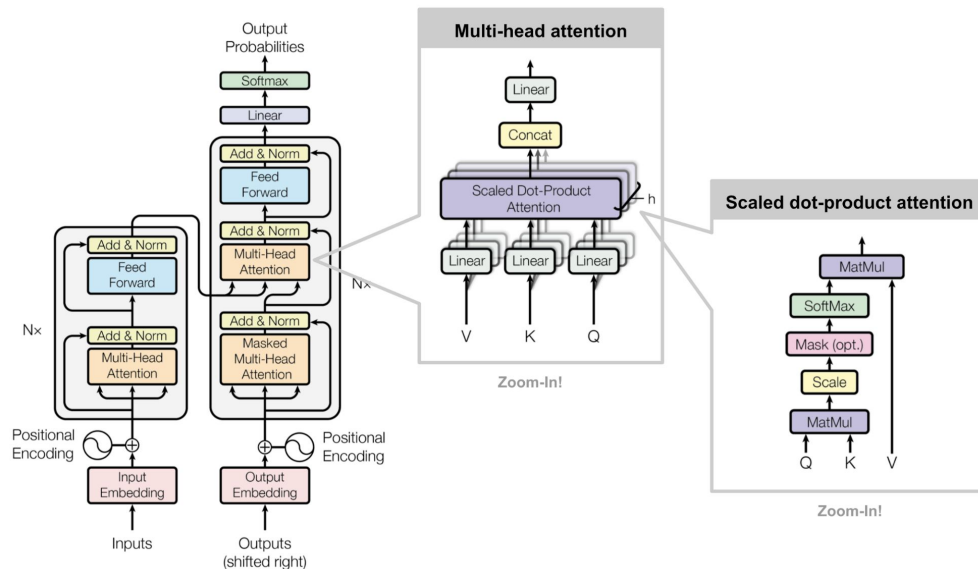 Output
Probabilities
Softmax
Linear
Add & Norm
Feed
Forward
Add & Norm
Multi-Head
Attention
Add & Norm
Masked
Multi-Head
Attention
Nx
Add & Norm
Feed
Forward
Add & Norm
Multi-Head
Attention
Nx
Positional
Encoding
Positional
Encoding
Input
Embedding
Output
Embedding
Inputs
Outputs
(shifted right)
Multi-head attention
Linear
Concat
Scaled Dot-Product
Attention
h
Linear
Linear
Linear
V
K
Q
Zoom-In!
Scaled dot-product attention
MatMul
SoftMax
Mask (opt.)
Scale
MatMul
Q
K
V
Zoom-In!